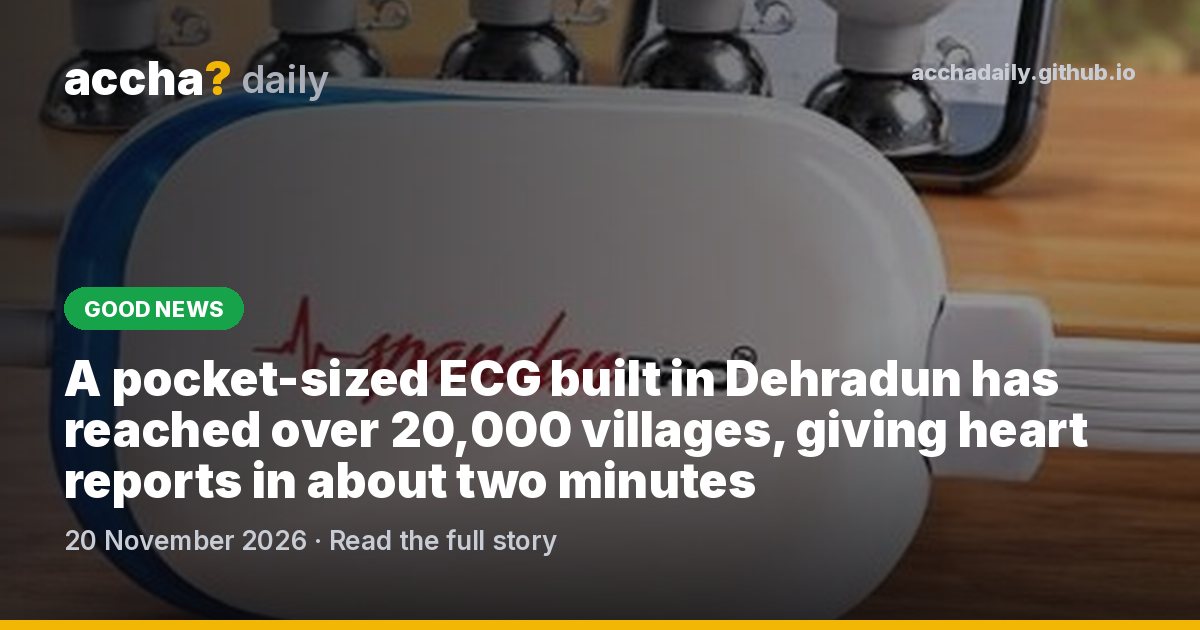 accha? daily
acchadaily.github.io
GOOD NEWS
spandan
A pocket-sized ECG built in Dehradun has
reached over 20,000 villages, giving heart
reports in about two minutes
20 November 2026 · Read the full story